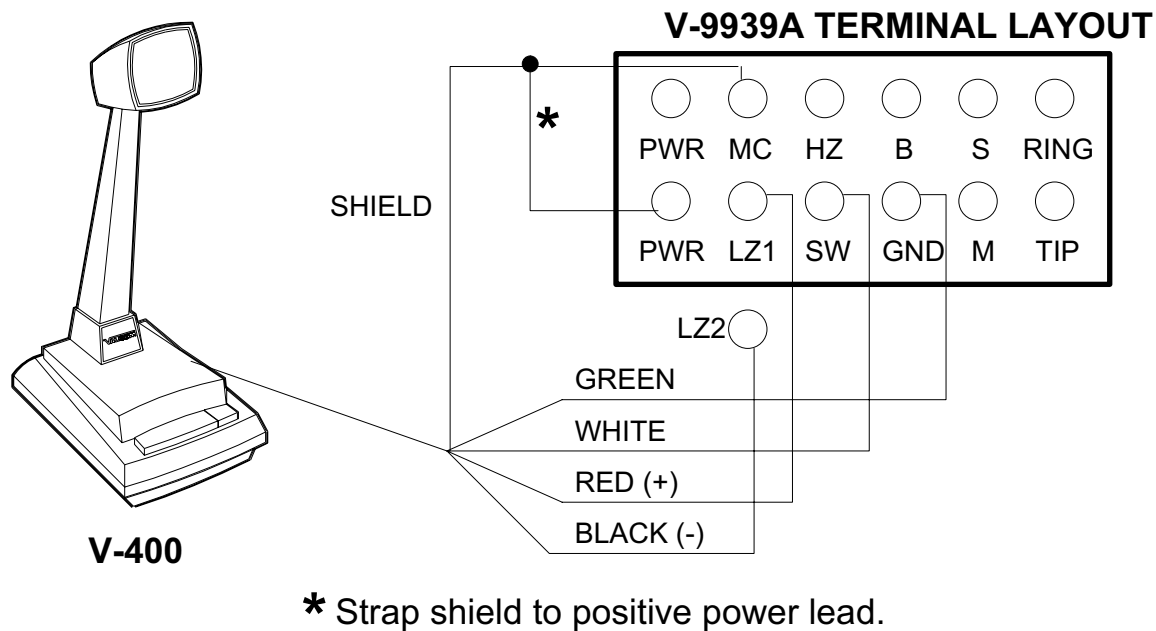 V-9939A TERMINAL LAYOUT
*
PWR MC HZ B S RING
SHIELD
PWR LZ1 SW GND M TIP
LZ2
GREEN
WHITE
RED (+)
BLACK (-)
V-400
* Strap shield to positive power lead.